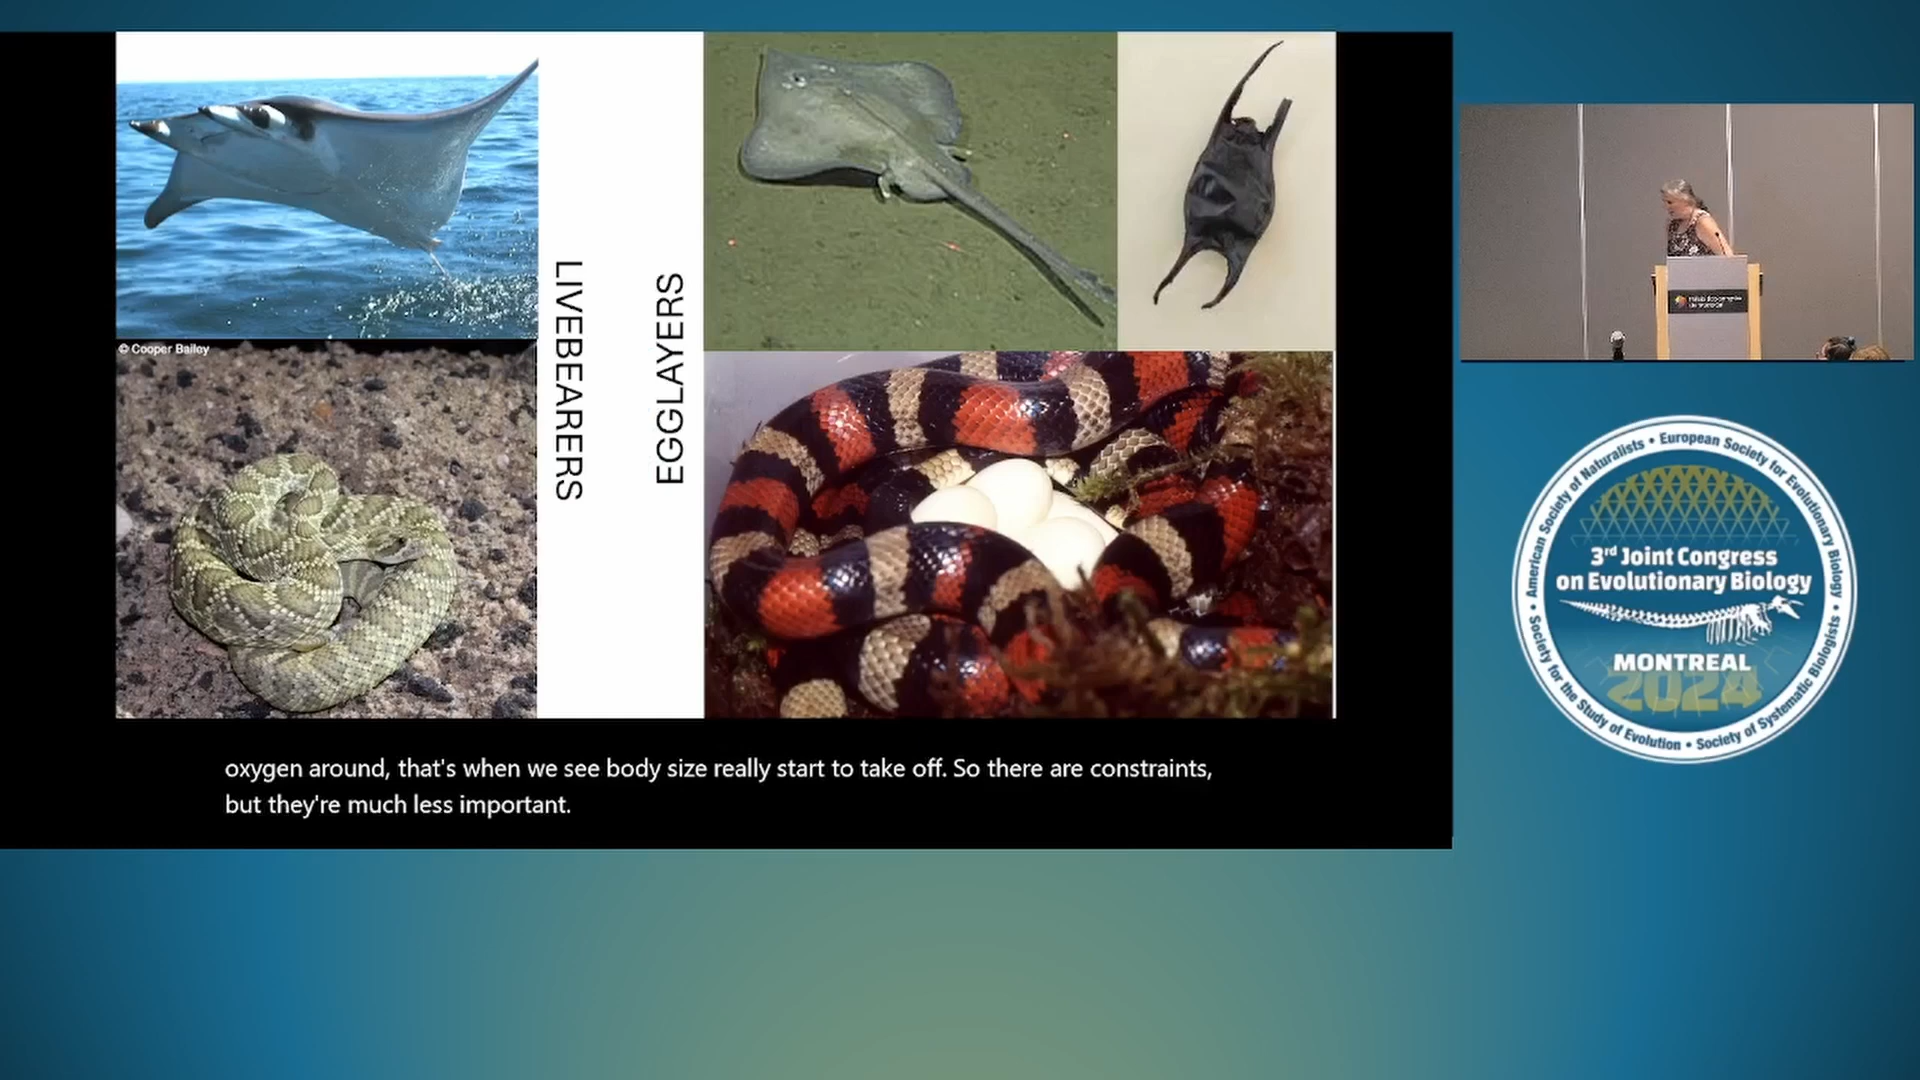 © Cooper Bailey
LIVEBEARERS
EGGLAYERS
oxygen around, that's when we see body size really start to take off. So there are constraints,
but they're much less important.
American Society of Naturalists • European Society for Evolutionary Biology •
Society for the Study of Evolution • Society of Systematic Biologists •
3rd Joint Congress
on Evolutionary Biology
MONTREAL
2024